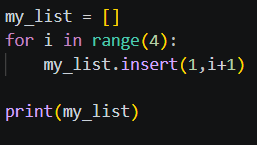 my_list = []
for i in range(4):
    my_list.insert(1,i+1)
print(my_list)